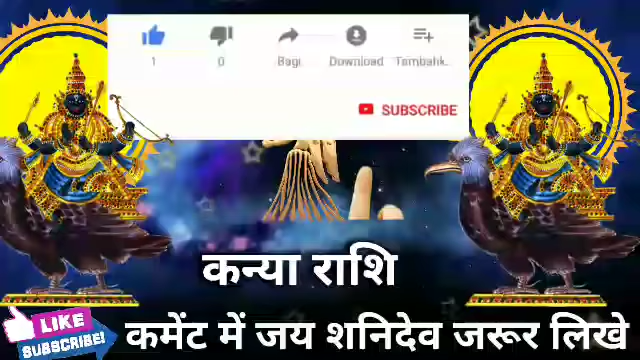 1 0 Bagi Download Tambahk...
SUBSCRIBE
कन्या राशि
LIKE
SUBSCRIBE!
कमेंट में जय शनिदेव जरूर लिखे